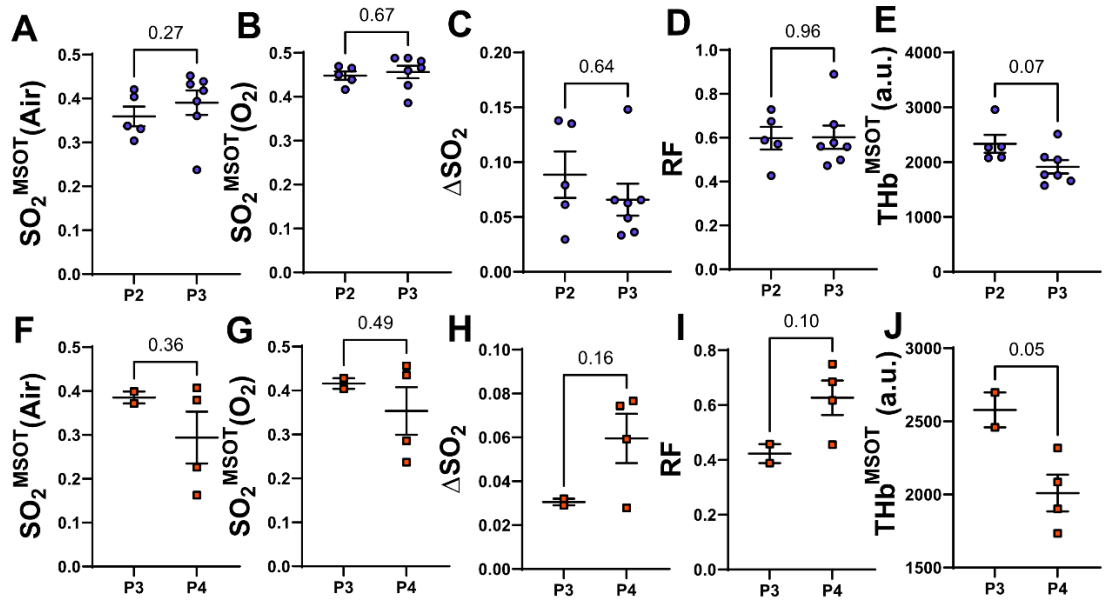 A
SO2MSOT(Air)
0.5
0.4
0.3
0.2
0.1
0.0
0.27
P2 P3
B
SO2MSOT(O2)
0.5
0.4
0.3
0.2
0.1
0.0
0.67
P2 P3
C
ΔSO2
0.20
0.15
0.10
0.05
0.00
0.64
P2 P3
D
RF
1.0
0.8
0.6
0.4
0.2
0.0
0.96
P2 P3
E
THbMSOT(a.u.)
4000
3000
2000
1000
0
0.07
P2 P3
F
SO2MSOT(Air)
0.5
0.4
0.3
0.2
0.1
0.0
0.36
P3 P4
G
SO2MSOT(O2)
0.5
0.4
0.3
0.2
0.1
0.0
0.49
P3 P4
H
ΔSO2
0.10
0.08
0.06
0.04
0.02
0.00
0.16
P3 P4
I
RF
0.8
0.6
0.4
0.2
0.0
0.10
P3 P4
J
THbMSOT(a.u.)
3000
2500
2000
1500
0.05
P3 P4